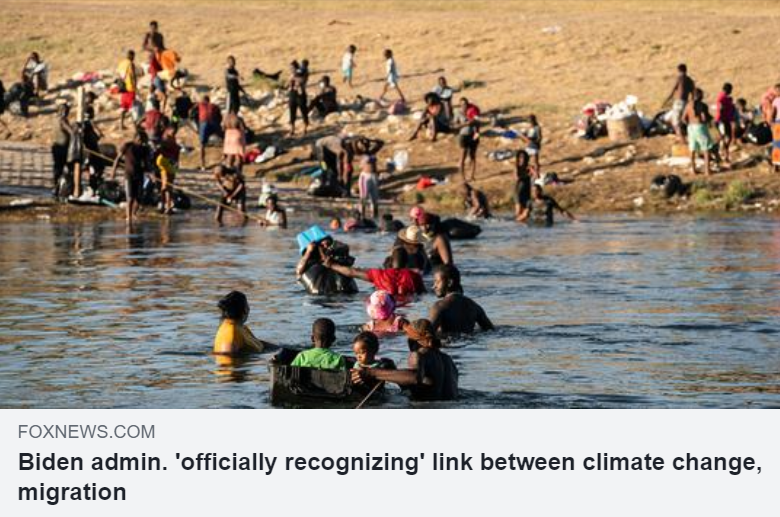 FOXNEWS.COM
Biden admin. 'officially recognizing' link between climate change,
migration